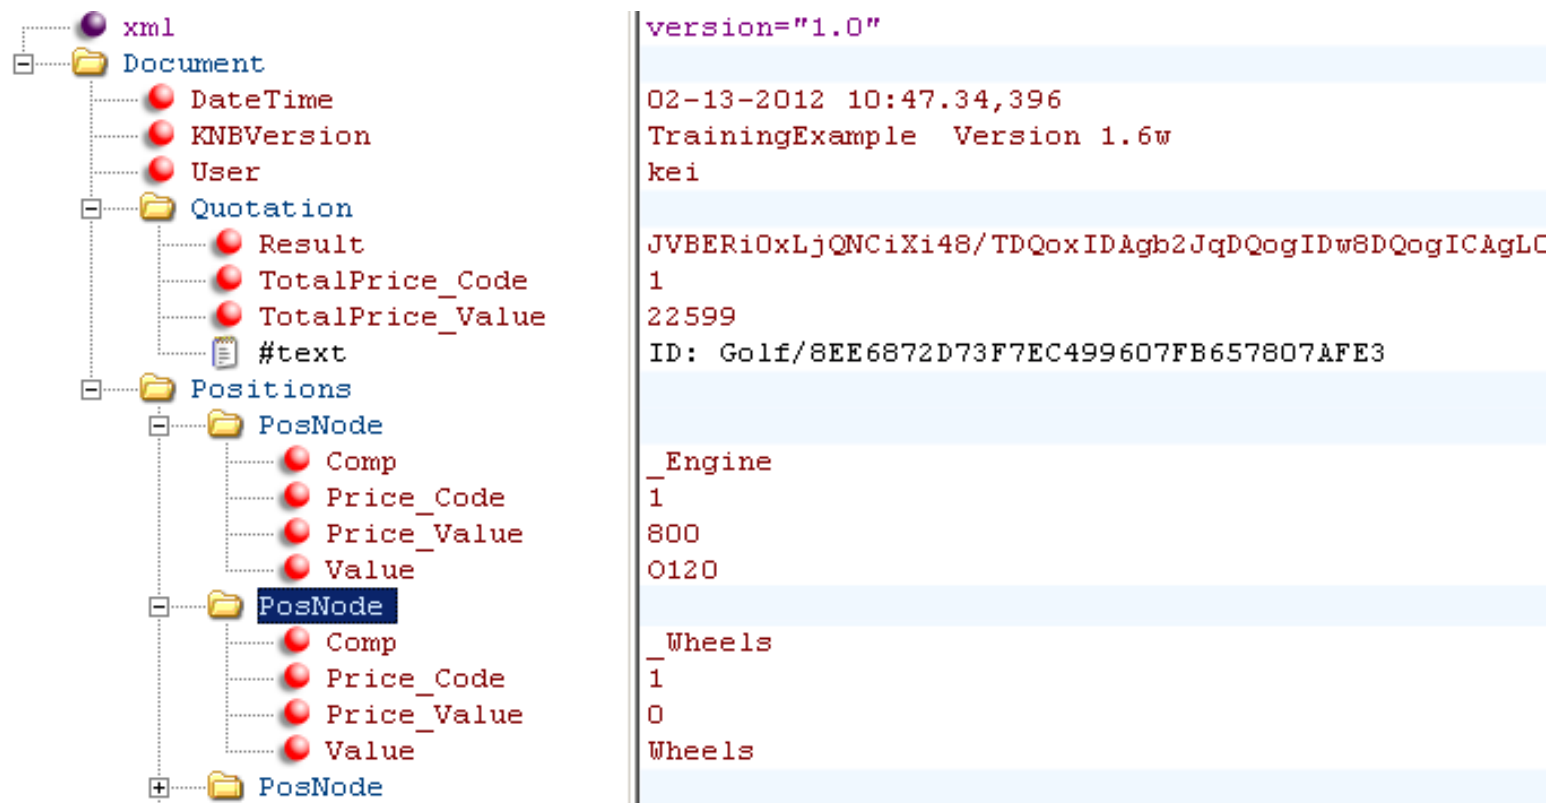 xml version="1.0"
Document
DateTime 02-13-2012 10:47.34,396
KNBVersion TrainingExample  Version 1.6w
User kei
Quotation
Result JVBERi0xLjQNCiXi48/TDQoxIDAgb2JqDQogIDw8DQogICAgLC
TotalPrice_Code 1
TotalPrice_Value 22599
#text ID: Golf/8EE6872D73F7EC499607FB657807AFE3
Positions
PosNode
Comp _Engine
Price_Code 1
Price_Value 800
Value O120
PosNode
Comp _Wheels
Price_Code 1
Price_Value 0
Value Wheels
PosNode